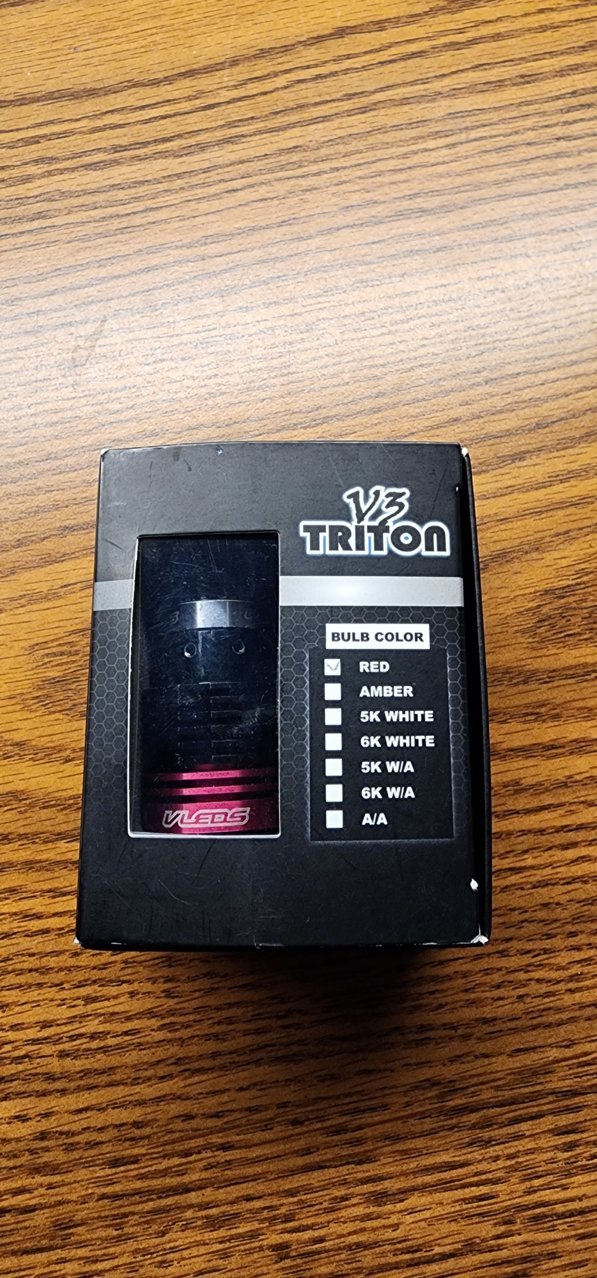 V3
TRITON
BULB COLOR
RED
AMBER
5K WHITE
6K WHITE
5K W/A
6K W/A
A/A
VLEDS